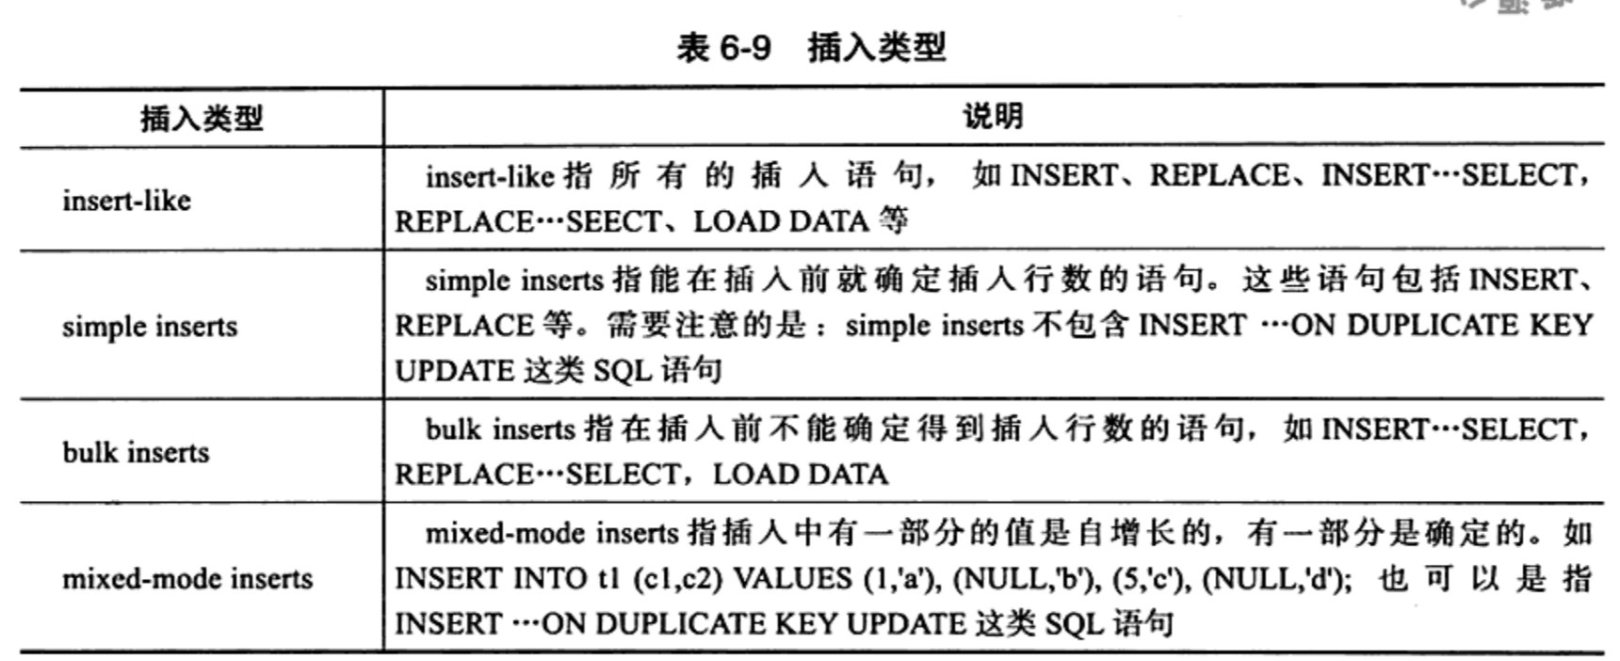 表 6-9 插入类型
插入类型
说明
insert-like
insert-like 指所有的插入语句，如 INSERT、REPLACE、INSERT…SELECT，
REPLACE…SEECT、LOAD DATA 等
simple inserts
simple inserts 指能在插入前就确定插入行数的语句。这些语句包括 INSERT、
REPLACE 等。需要注意的是：simple inserts 不包含 INSERT …ON DUPLICATE KEY
UPDATE 这类 SQL 语句
bulk inserts
bulk inserts 指在插入前不能确定得到插入行数的语句，如 INSERT…SELECT，
REPLACE…SELECT，LOAD DATA
mixed-mode inserts
mixed-mode inserts 指插入中有一部分的值是自增长的，有一部分是确定的。如
INSERT INTO t1 (c1,c2) VALUES (1,'a'), (NULL,'b'), (5,'c'), (NULL,'d'); 也可以是指
INSERT …ON DUPLICATE KEY UPDATE 这类 SQL 语句